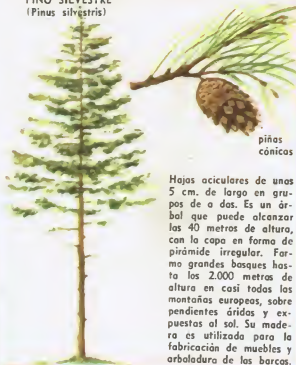 PINO SILVESTRE
(Pinus silvestris)
piñas
cónicas
Hojas aciculares de unos
5 cm. de largo en gru-
pos de a dos. Es un ár-
bol que puede alcanzar
los 40 metros de altura,
con la copa en forma de
pirámide irregular. For-
ma grandes bosques has-
ta los 2.000 metros de
altura en casi todas las
montañas europeas, sobre
pendientes áridas y ex-
puestas al sol. Su made-
ra es utilizada para la
fabricación de muebles y
arboladura de los barcos.